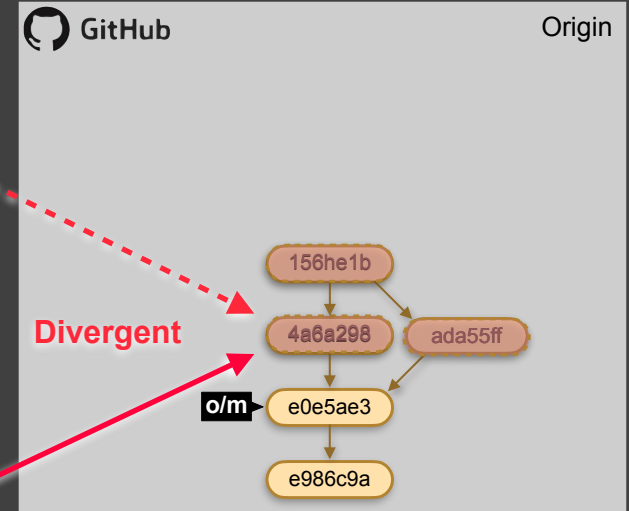 GitHub
Origin
156he1b
Divergent
4a6a298
ada55ff
o/m
e0e5ae3
e986c9a